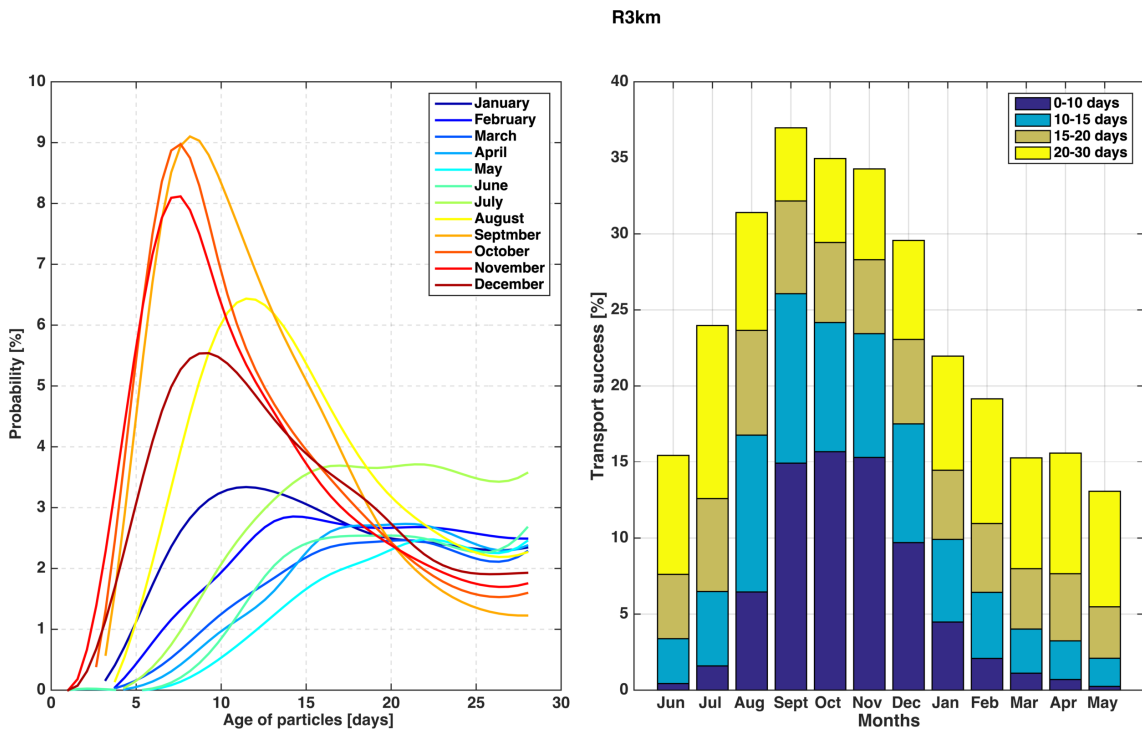 R3km
10
9
8
7
6
5
4
3
2
1
0
Probability [%]
January
February
March
April
May
June
July
August
Septmber
October
November
December
0 5 10 15 20 25 30
Age of particles [days]
40
35
30
25
20
15
10
5
0
Transport success [%]
0-10 days
10-15 days
15-20 days
20-30 days
Jun Jul Aug Sept Oct Nov Dec Jan Feb Mar Apr May
Months